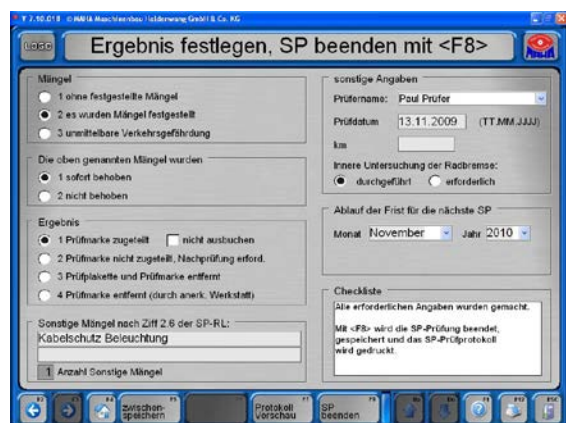 V 7.10.018 © MAHA Maschinenbau Haldenwang GmbH & Co. KG
LOGO
Ergebnis festlegen, SP beenden mit <F8>
MAHA
Mängel
1 ohne festgestellte Mängel
2 es wurden Mängel festgestellt
3 unmittelbare Verkehrsgefährdung
Die oben genannten Mängel wurden
1 sofort behoben
2 nicht behoben
Ergebnis
1 Prüfmarke zugeteilt nicht ausbuchen
2 Prüfmarke nicht zugeteilt, Nachprüfung erford.
3 Prüfplakette und Prüfmarke entfernt
4 Prüfmarke entfernt (durch anerk. Werkstatt)
Sonstige Mängel nach Ziff 2.6 der SP-RL:
Kabelschutz Beleuchtung
1 Anzahl Sonstige Mängel
sonstige Angaben
Prüfername: Paul Prüfer
Prüfdatum 13.11.2009 (TT.MM.JJJJ)
km
Innere Untersuchung der Radbremse:
durchgeführt erforderlich
Ablauf der Frist für die nächste SP
Monat November Jahr 2010
Checkliste
Alle erforderlichen Angaben wurden gemacht.
Mit <F8> wird die SP-Prüfung beendet,
gespeichert und das SP-Prüfprotokoll
wird gedruckt.
zwischen-
speichern
Protokoll
Vorschau
SP
beenden
F12
ESC